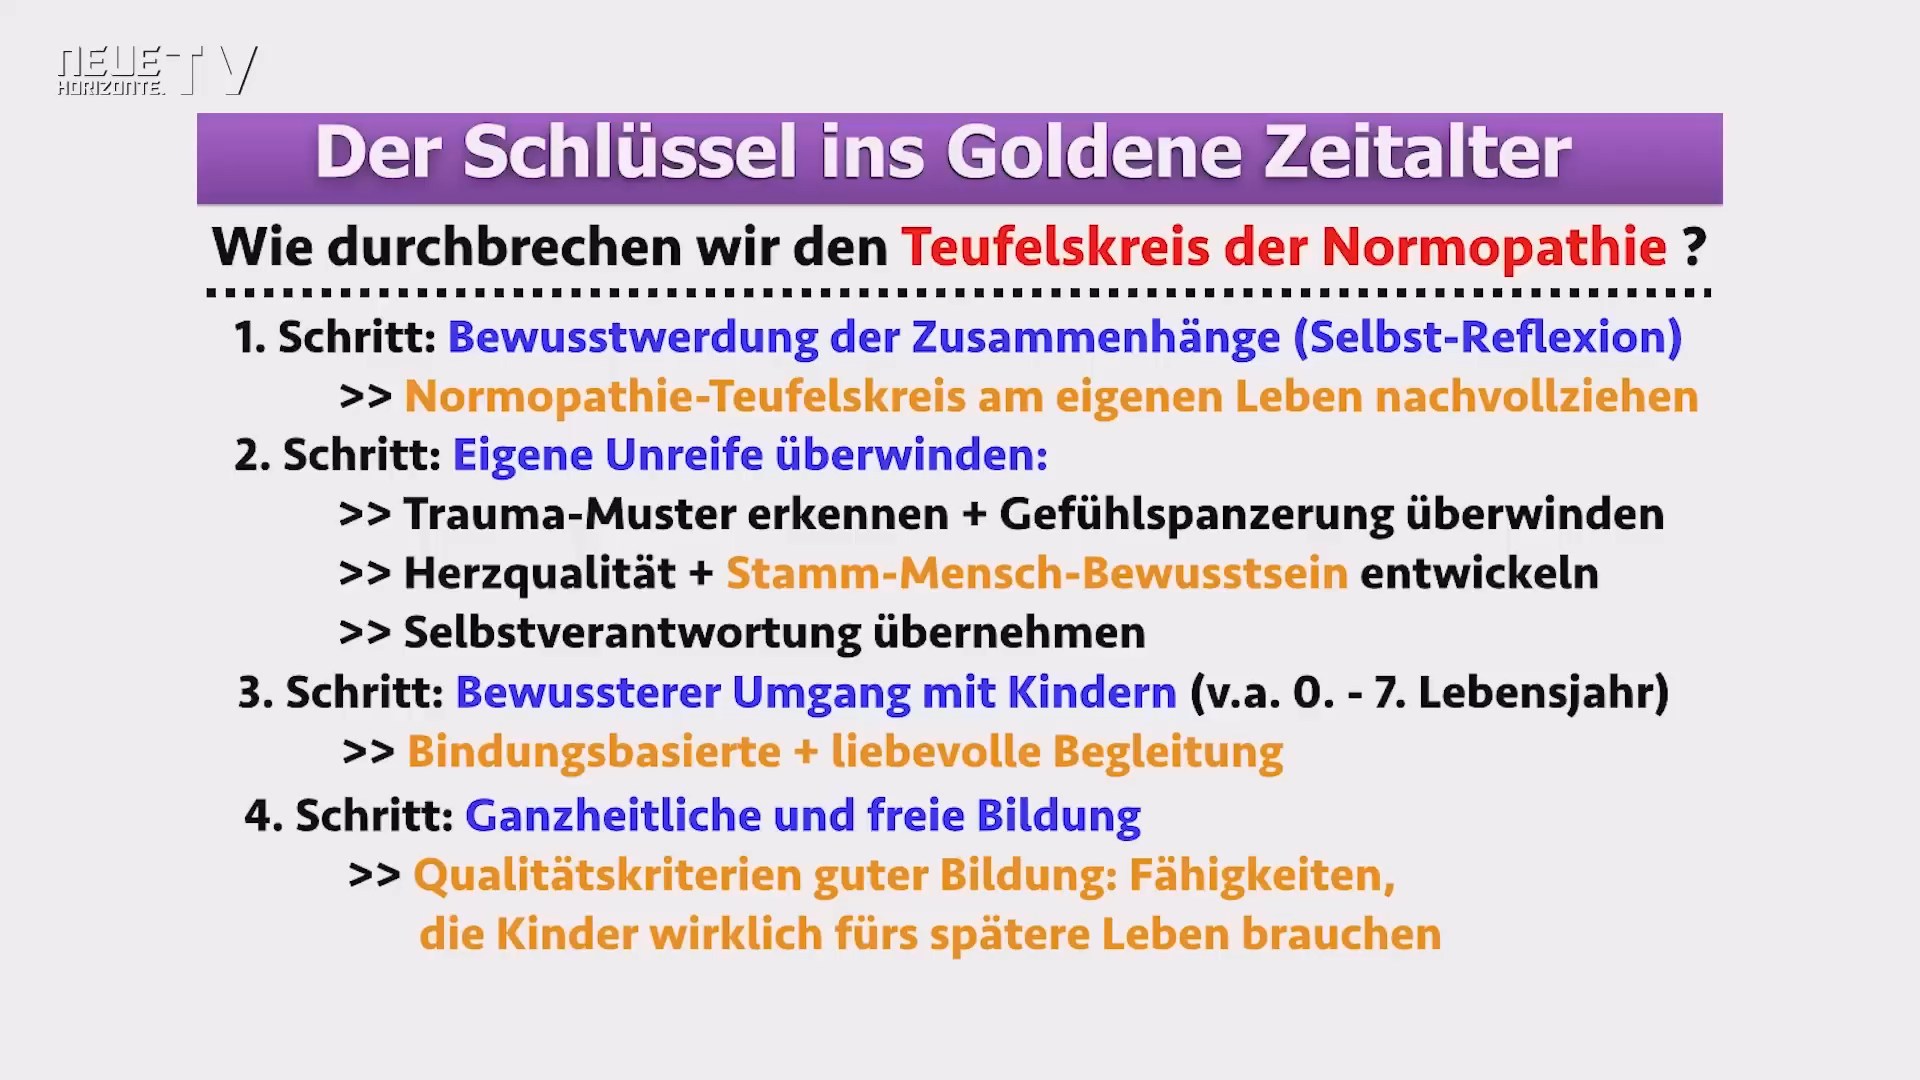 NEUE TV
HORIZONTE.
Der Schlüssel ins Goldene Zeitalter
Wie durchbrechen wir den Teufelskreis der Normopathie ?
1. Schritt: Bewusstwerdung der Zusammenhänge (Selbst-Reflexion)
>> Normopathie-Teufelskreis am eigenen Leben nachvollziehen
2. Schritt: Eigene Unreife überwinden:
>> Trauma-Muster erkennen + Gefühlspanzerung überwinden
>> Herzqualität + Stamm-Mensch-Bewusstsein entwickeln
>> Selbstverantwortung übernehmen
3. Schritt: Bewussterer Umgang mit Kindern (v.a. 0. - 7. Lebensjahr)
>> Bindungsbasierte + liebevolle Begleitung
4. Schritt: Ganzheitliche und freie Bildung
>> Qualitätskriterien guter Bildung: Fähigkeiten,
die Kinder wirklich fürs spätere Leben brauchen